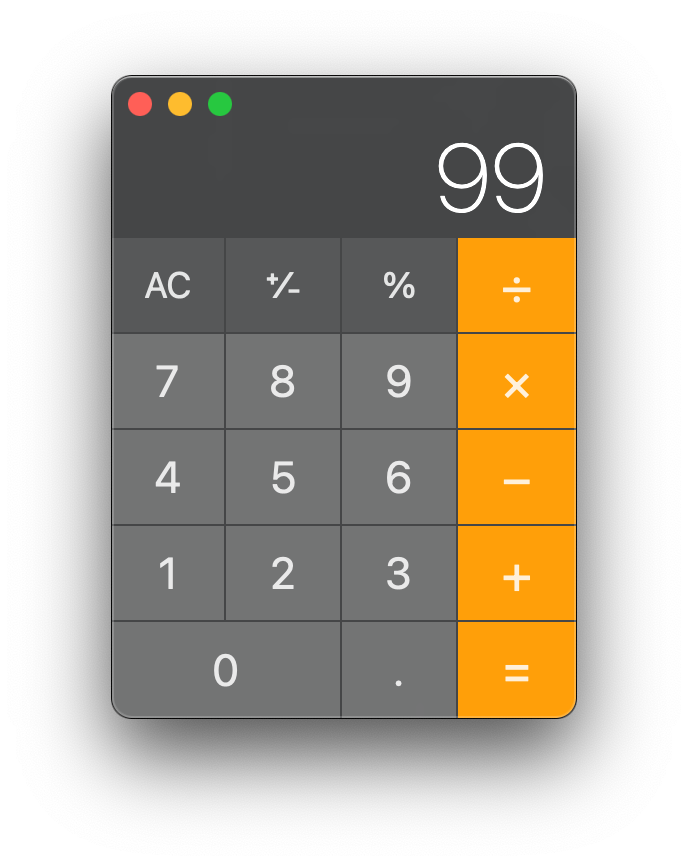 99
AC ⁺∕₋ % ÷
7 8 9 ×
4 5 6 −
1 2 3 +
0 . =